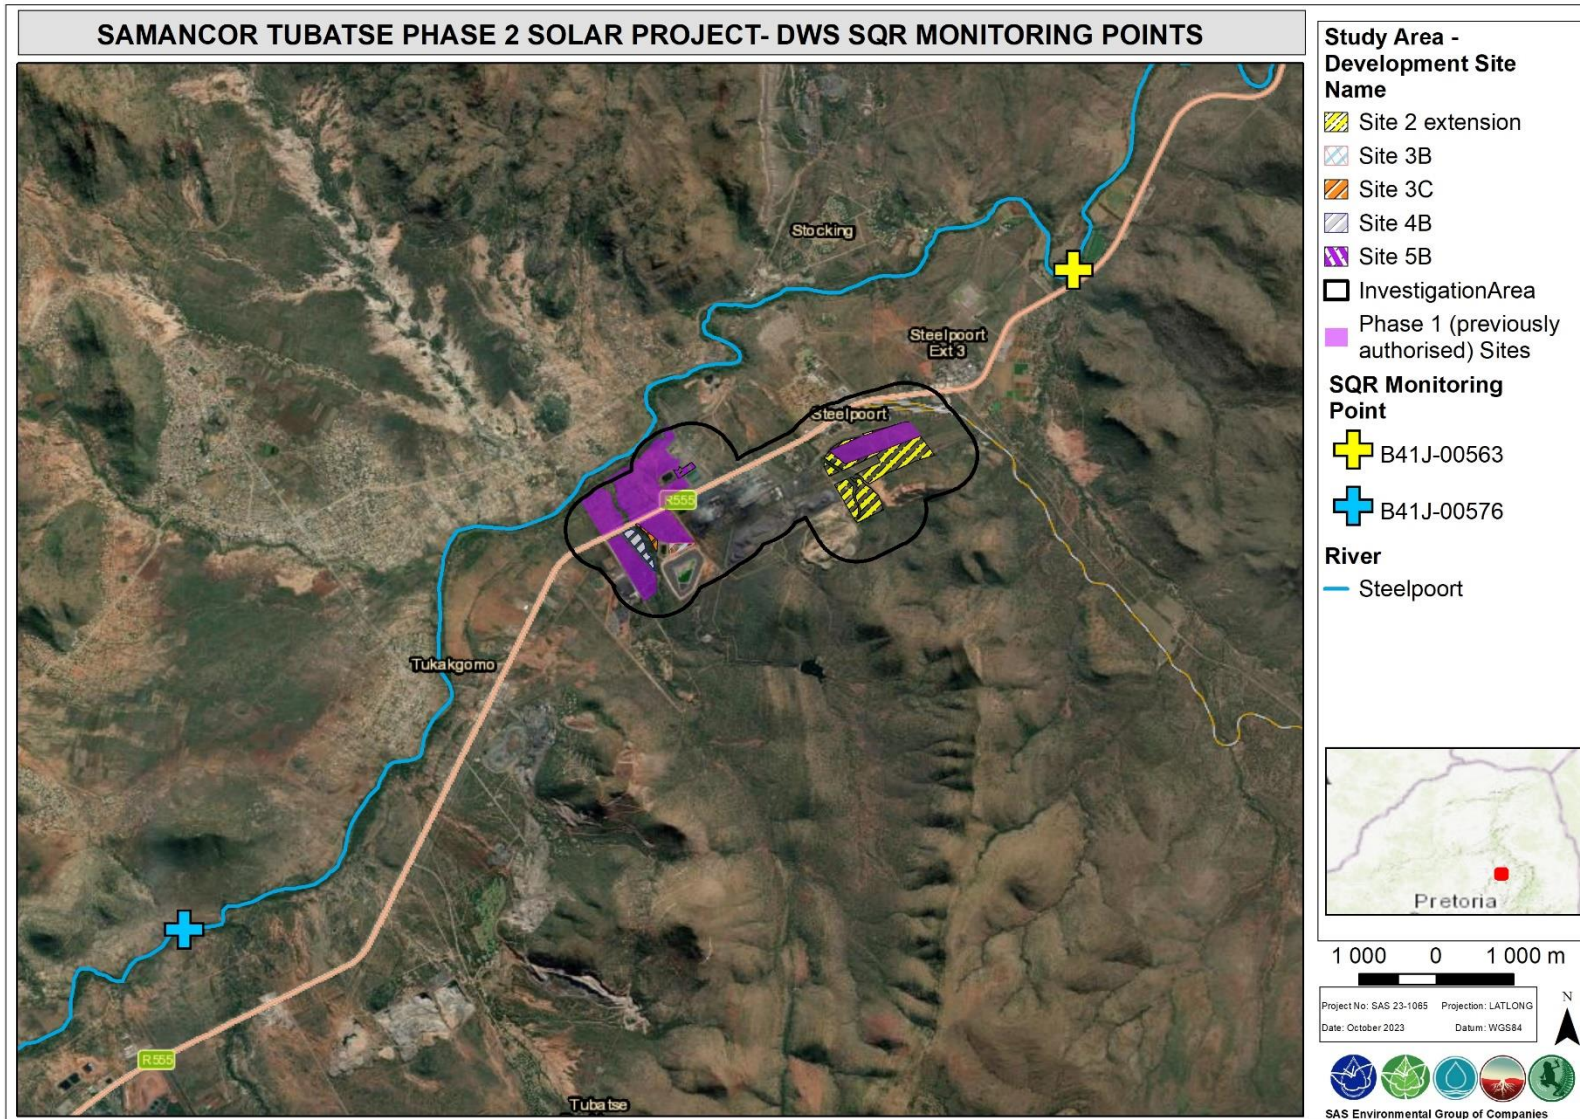 SAMANCOR TUBATSE PHASE 2 SOLAR PROJECT- DWS SQR MONITORING POINTS
Stocking
Steelpoort
Ext 3
Steelpoort
R555
Tukakgomo
R555
Tubatse
Study Area -
Development Site
Name
Site 2 extension
Site 3B
Site 3C
Site 4B
Site 5B
InvestigationArea
Phase 1 (previously
authorised) Sites
SQR Monitoring
Point
B41J-00563
B41J-00576
River
Steelpoort
Pretoria
1 000 0 1 000 m
Project No: SAS 23-1065 Projection: LATLONG
Date: October 2023 Datum: WGS84
N
SAS Environmental Group of Companies